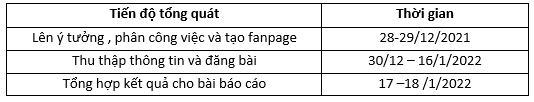 Tiến độ tổng quát Thời gian
Lên ý tưởng , phân công việc và tạo fanpage 28-29/12/2021
Thu thập thông tin và đăng bài 30/12 – 16/1/2022
Tổng hợp kết quả cho bài báo cáo 17 –18 /1/2022